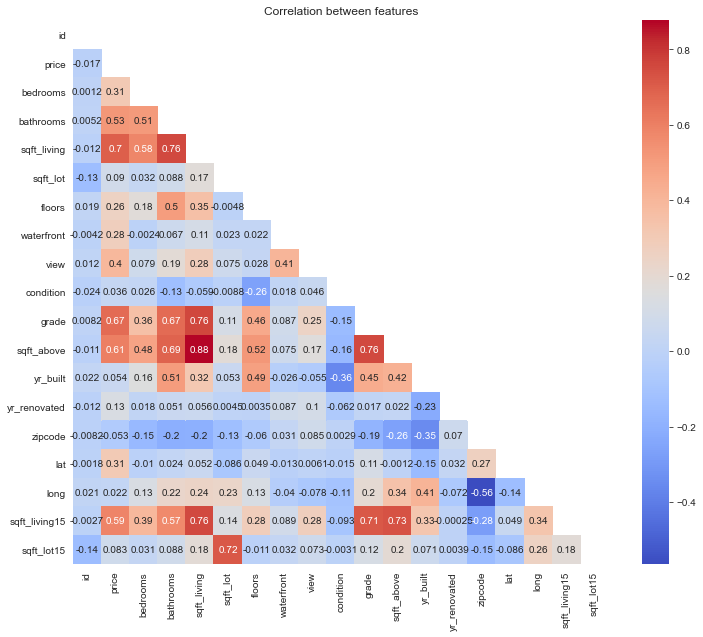 Correlation between features
id
price -0.017
bedrooms 0.0012 0.31
bathrooms 0.0052 0.53 0.51
sqft_living -0.012 0.7 0.58 0.76
sqft_lot -0.13 0.09 0.032 0.088 0.17
floors 0.019 0.26 0.18 0.5 0.35 -0.0048
waterfront -0.0042 0.28 -0.0024 0.067 0.11 0.023 0.022
view 0.012 0.4 0.079 0.19 0.28 0.075 0.028 0.41
condition -0.024 0.036 0.026 -0.13 -0.059 -0.0088 -0.26 0.018 0.046
grade 0.0082 0.67 0.36 0.67 0.76 0.11 0.46 0.087 0.25 -0.15
sqft_above -0.011 0.61 0.48 0.69 0.88 0.18 0.52 0.075 0.17 -0.16 0.76
yr_built 0.022 0.054 0.16 0.51 0.32 0.053 0.49 -0.026 -0.055 -0.36 0.45 0.42
yr_renovated -0.012 0.13 0.018 0.051 0.056 0.0045 0.0035 0.087 0.1 -0.062 0.017 0.022 -0.23
zipcode -0.0082 -0.053 -0.15 -0.2 -0.2 -0.13 -0.06 0.031 0.085 0.0029 -0.19 -0.26 -0.35 0.07
lat -0.0018 0.31 -0.01 0.024 0.052 -0.086 0.049 -0.013 0.0061 -0.015 0.11 -0.0012 -0.15 0.032 0.27
long 0.021 0.022 0.13 0.22 0.24 0.23 0.13 -0.04 -0.078 -0.11 0.2 0.34 0.41 -0.072 -0.56 -0.14
sqft_living15 -0.0027 0.59 0.39 0.57 0.76 0.14 0.28 0.089 0.28 -0.093 0.71 0.73 0.33 -0.00025 -0.28 0.049 0.34
sqft_lot15 -0.14 0.083 0.031 0.088 0.18 0.72 -0.011 0.032 0.073 -0.0031 0.12 0.2 0.071 0.0039 -0.15 -0.086 0.26 0.18
id price bedrooms bathrooms sqft_living sqft_lot floors waterfront view condition grade sqft_above yr_built yr_renovated zipcode lat long sqft_living15 sqft_lot15
0.8
0.6
0.4
0.2
0.0
-0.2
-0.4